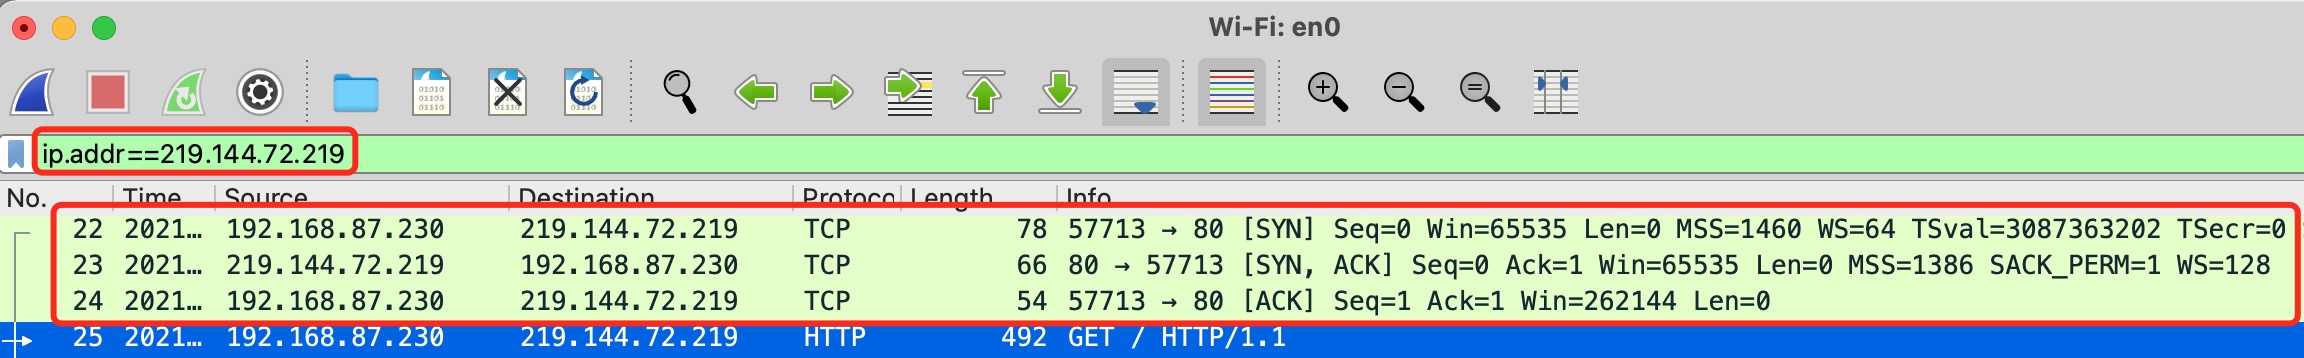 Wi-Fi: en0
ip.addr==219.144.72.219
No. Time Source Destination Protocc Length Info
22 2021… 192.168.87.230 219.144.72.219 TCP 78 57713 → 80 [SYN] Seq=0 Win=65535 Len=0 MSS=1460 WS=64 TSval=3087363202 TSecr=0
23 2021… 219.144.72.219 192.168.87.230 TCP 66 80 → 57713 [SYN, ACK] Seq=0 Ack=1 Win=65535 Len=0 MSS=1386 SACK_PERM=1 WS=128
24 2021… 192.168.87.230 219.144.72.219 TCP 54 57713 → 80 [ACK] Seq=1 Ack=1 Win=262144 Len=0
25 2021… 192.168.87.230 219.144.72.219 HTTP 492 GET / HTTP/1.1